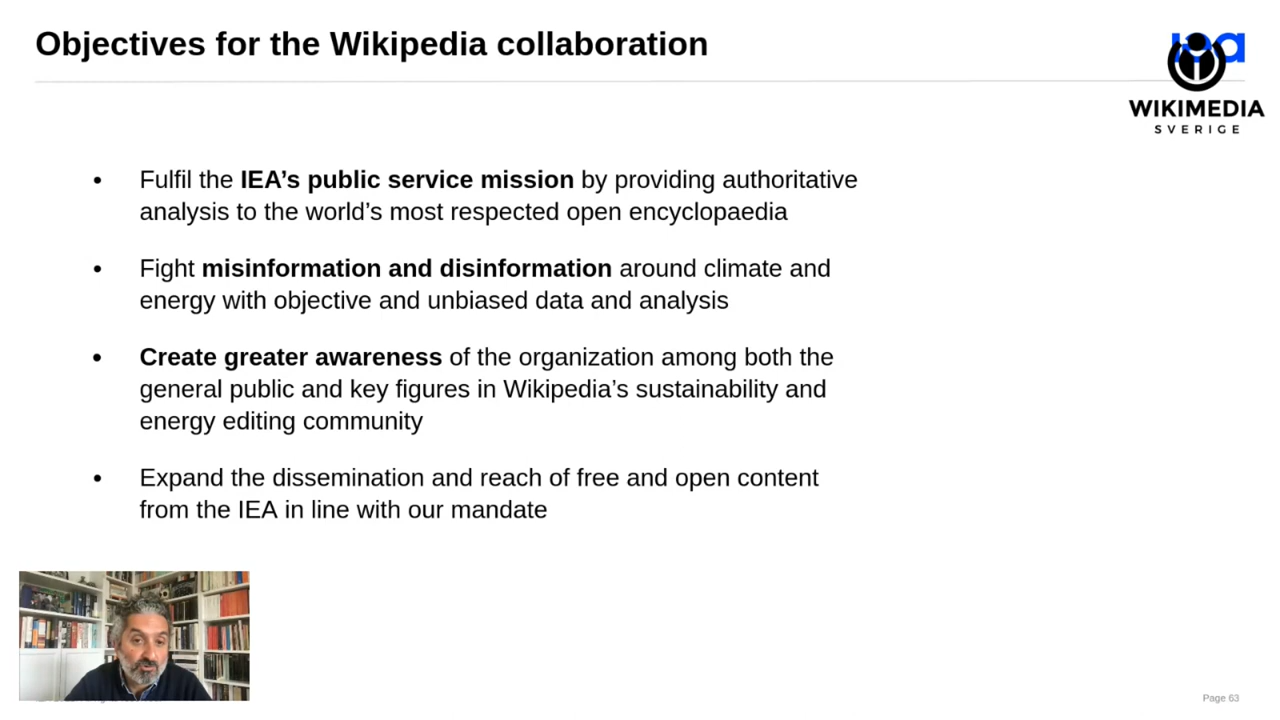 Objectives for the Wikipedia collaboration
WIKIMEDIA
SVERIGE
• Fulfil the IEA’s public service mission by providing authoritative
analysis to the world’s most respected open encyclopaedia
• Fight misinformation and disinformation around climate and
energy with objective and unbiased data and analysis
• Create greater awareness of the organization among both the
general public and key figures in Wikipedia’s sustainability and
energy editing community
• Expand the dissemination and reach of free and open content
from the IEA in line with our mandate
Page 63